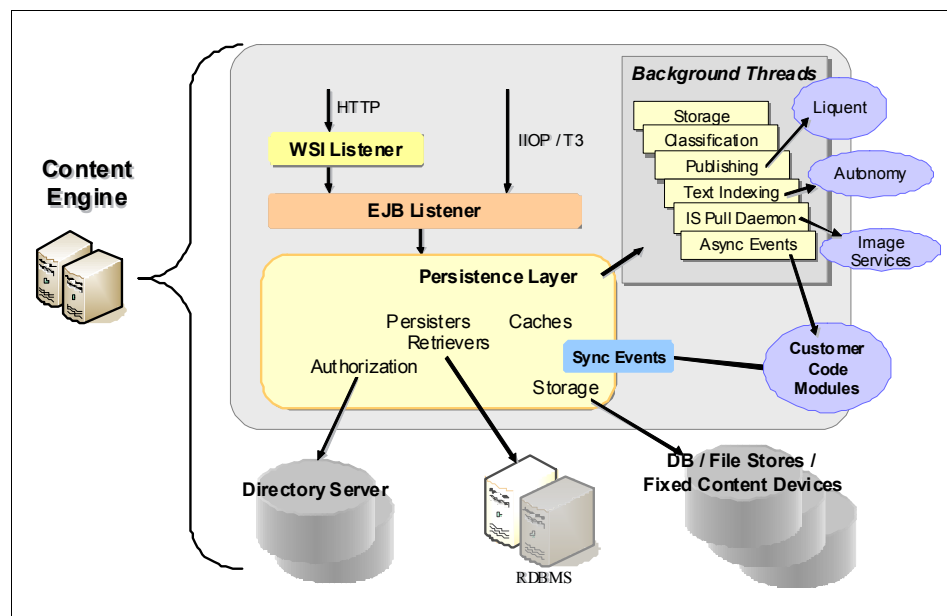 Content
Engine
HTTP
WSI Listener
IIOP / T3
EJB Listener
Persistence Layer
Persisters
Retrievers
Caches
Authorization
Sync Events
Storage
Background Threads
Storage
Classification
Publishing
Text Indexing
IS Pull Daemon
Async Events
Liquent
Autonomy
Image
Services
Customer
Code
Modules
Directory Server
RDBMS
DB / File Stores /
Fixed Content Devices